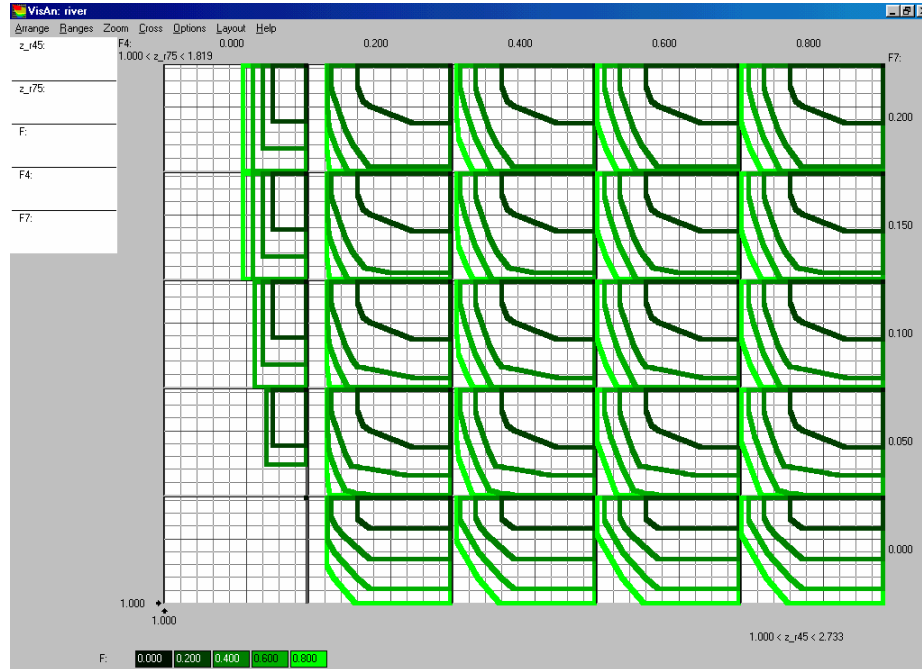 VisAn: river
Arrange Ranges Zoom Cross Options Layout Help
z_r45:
z_r75:
F:
F4:
F7:
F4: 0.000 0.200 0.400 0.600 0.800
1.000 < z_r75 < 1.819
F7:
0.200
0.150
0.100
0.050
0.000
1.000
1.000
1.000 < z_r45 < 2.733
F: 0.000 0.200 0.400 0.600 0.800